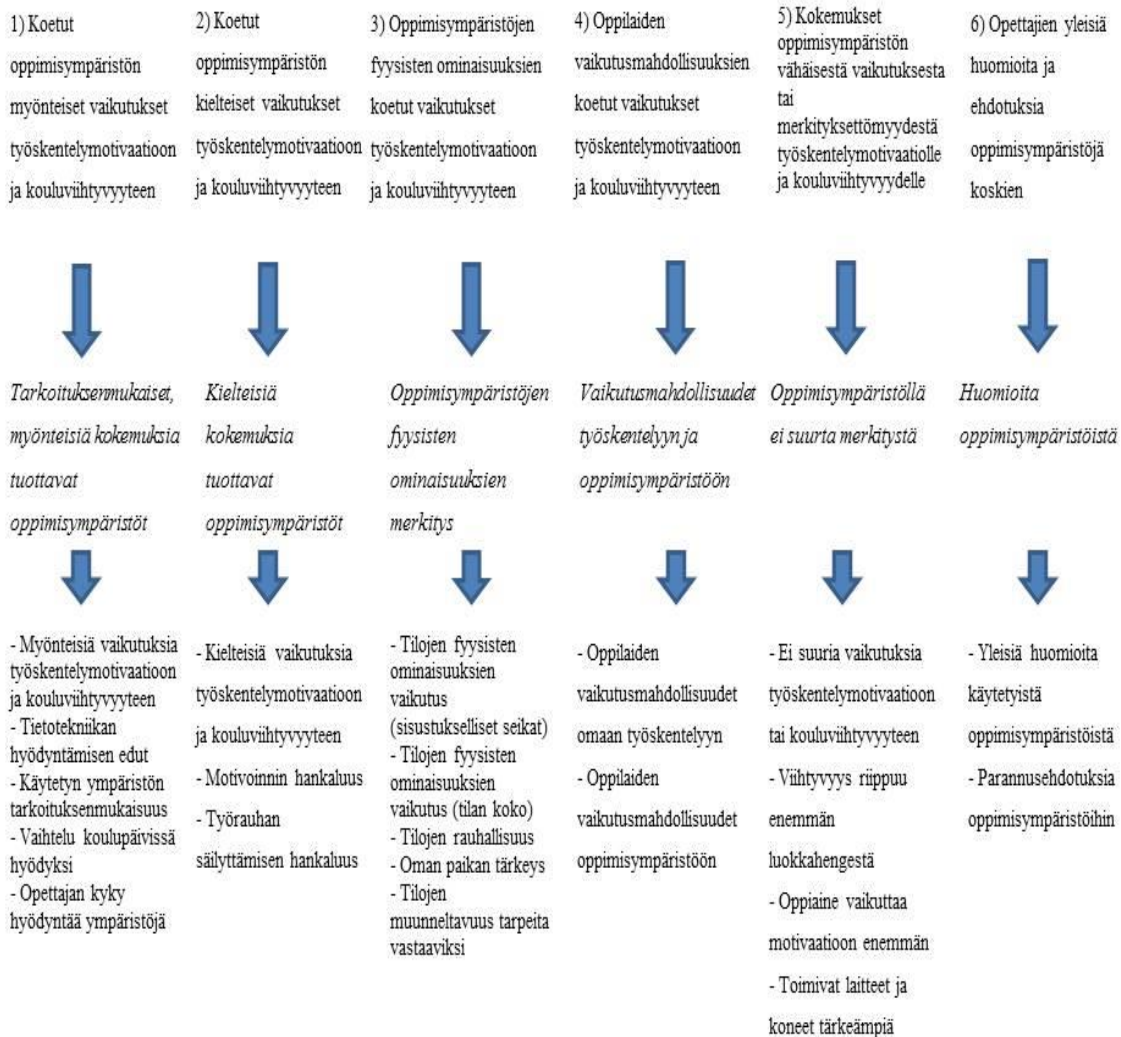 1) Koetut
oppimisympäristön
myönteiset vaikutukset
työskentelymotivaatioon
ja kouluviihtyvyyteen
2) Koetut
oppimisympäristön
kielteiset vaikutukset
työskentelymotivaatioon
ja kouluviihtyvyyteen
3) Oppimisympäristöjen
fyysisten ominaisuuksien
koetut vaikutukset
työskentelymotivaatioon
ja kouluviihtyvyyteen
4) Oppilaiden
vaikutusmahdollisuuksien
koetut vaikutukset
työskentelymotivaatioon
ja kouluviihtyvyyteen
5) Kokemukset
oppimisympäristön
vähäisestä vaikutuksesta
tai
merkityksettömyydestä
työskentelymotivaatiolle
ja kouluviihtyvyydelle
6) Opettajien yleisiä
huomioita ja
ehdotuksia
oppimisympäristöjä
koskien
Tarkoituksenmukaiset,
myönteisiä kokemuksia
tuottavat
oppimisympäristöt
Kielteisiä
kokemuksia
tuottavat
oppimisympäristöt
Oppimisympäristöjen
fyysisten
ominaisuuksien
merkitys
Vaikutusmahdollisuudet
työskentelyyn ja
oppimisympäristöön
Oppimisympäristöllä
ei suurta merkitystä
Huomioita
oppimisympäristöistä
- Myönteisiä vaikutuksia
työskentelymotivaatioon
ja kouluviihtyvyyteen
- Tietotekniikan
hyödyntämisen edut
- Käytetyn ympäristön
tarkoituksenmukaisuus
- Vaihtelu koulupäivissä
hyödyksi
- Opettajan kyky
hyödyntää ympäristöjä
- Kielteisiä vaikutuksia
työskentelymotivaatioon
ja kouluviihtyvyyteen
- Motivoinnin hankaluus
- Työrauhan
säilyttämisen hankaluus
- Tilojen fyysisten
ominaisuuksien
vaikutus
(sisustukselliset seikat)
- Tilojen fyysisten
ominaisuuksien
vaikutus (tilan koko)
- Tilojen rauhallisuus
- Oman paikan tärkeys
- Tilojen
muunneltavuus tarpeita
vastaaviksi
- Oppilaiden
vaikutusmahdollisuudet
omaan työskentelyyn
- Oppilaiden
vaikutusmahdollisuudet
oppimisympäristöön
- Ei suuria vaikutuksia
työskentelymotivaatioon
tai kouluviihtyvyyteen
- Viihtyvyys riippuu
enemmän
luokkahengestä
- Oppiaine vaikuttaa
motivaatioon enemmän
- Toimivat laitteet ja
koneet tärkeämpiä
- Yleisiä huomioita
käytetyistä
oppimisympäristöistä
- Parannusehdotuksia
oppimisympäristöihin